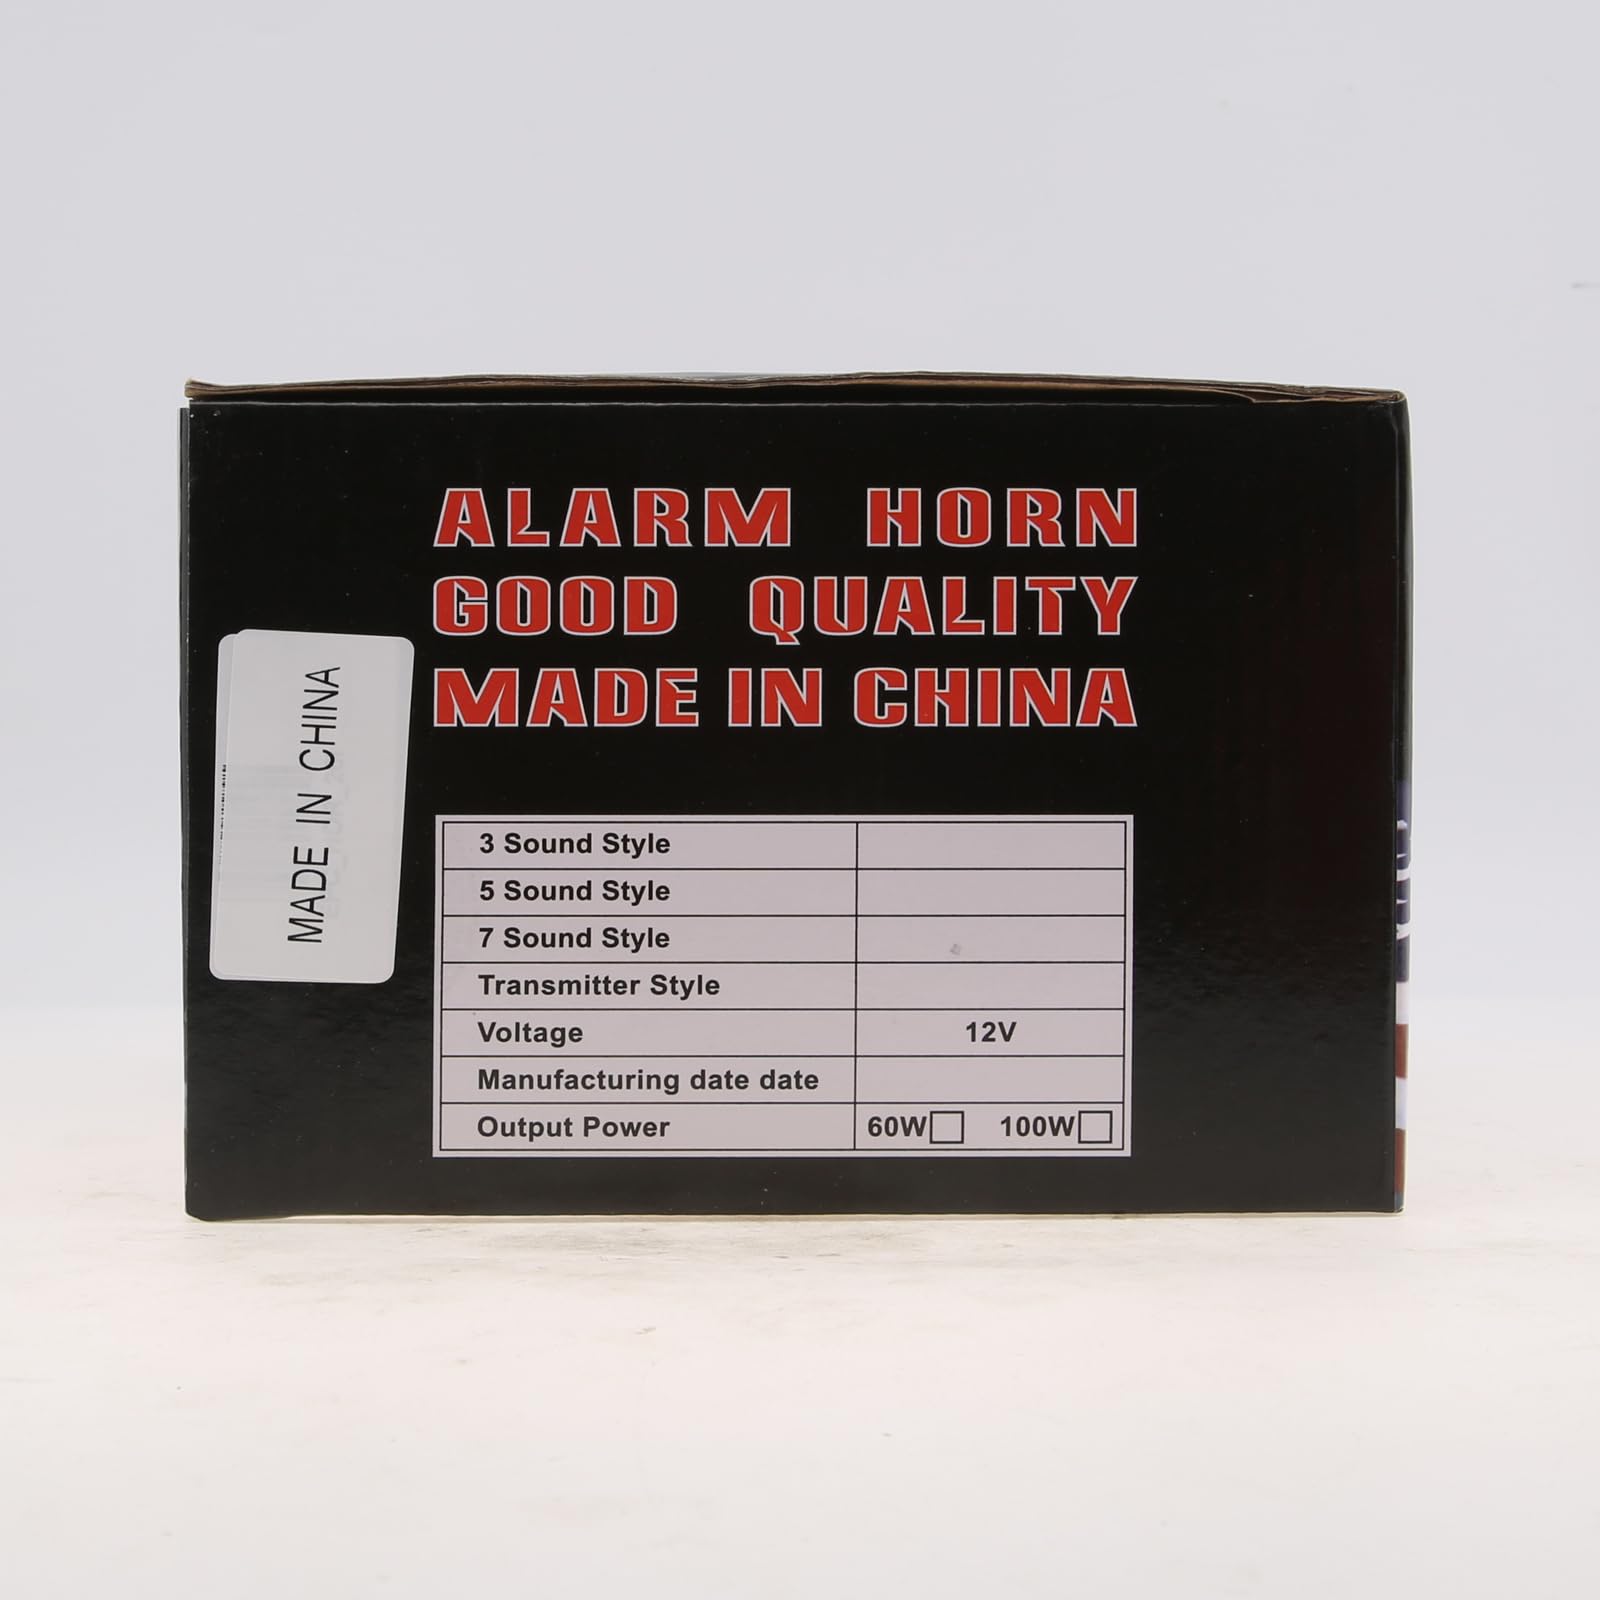 ALARM HORN
GOOD QUALITY
MADE IN CHINA
MADE IN CHINA
3 Sound Style
5 Sound Style
7 Sound Style
Transmitter Style
Voltage 12V
Manufacturing date date
Output Power 60W 100W